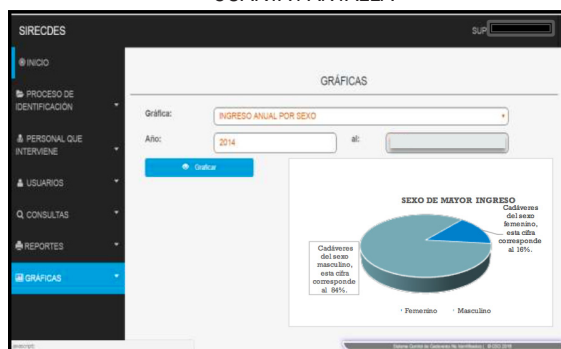 SIRECDES
SUP
INICIO
PROCESO DE
IDENTIFICACIÓN
PERSONAL QUE
INTERVIENE
USUARIOS
CONSULTAS
REPORTES
GRÁFICAS
GRÁFICAS
Gráfica:
INGRESO ANUAL POR SEXO
Año:
2014
al:
Graficar
SEXO DE MAYOR INGRESO
Cadáveres
del sexo
femenino,
esta cifra
corresponde
al 16%.
Cadáveres
del sexo
masculino,
esta cifra
corresponde
al 84%.
Femenino
Masculino